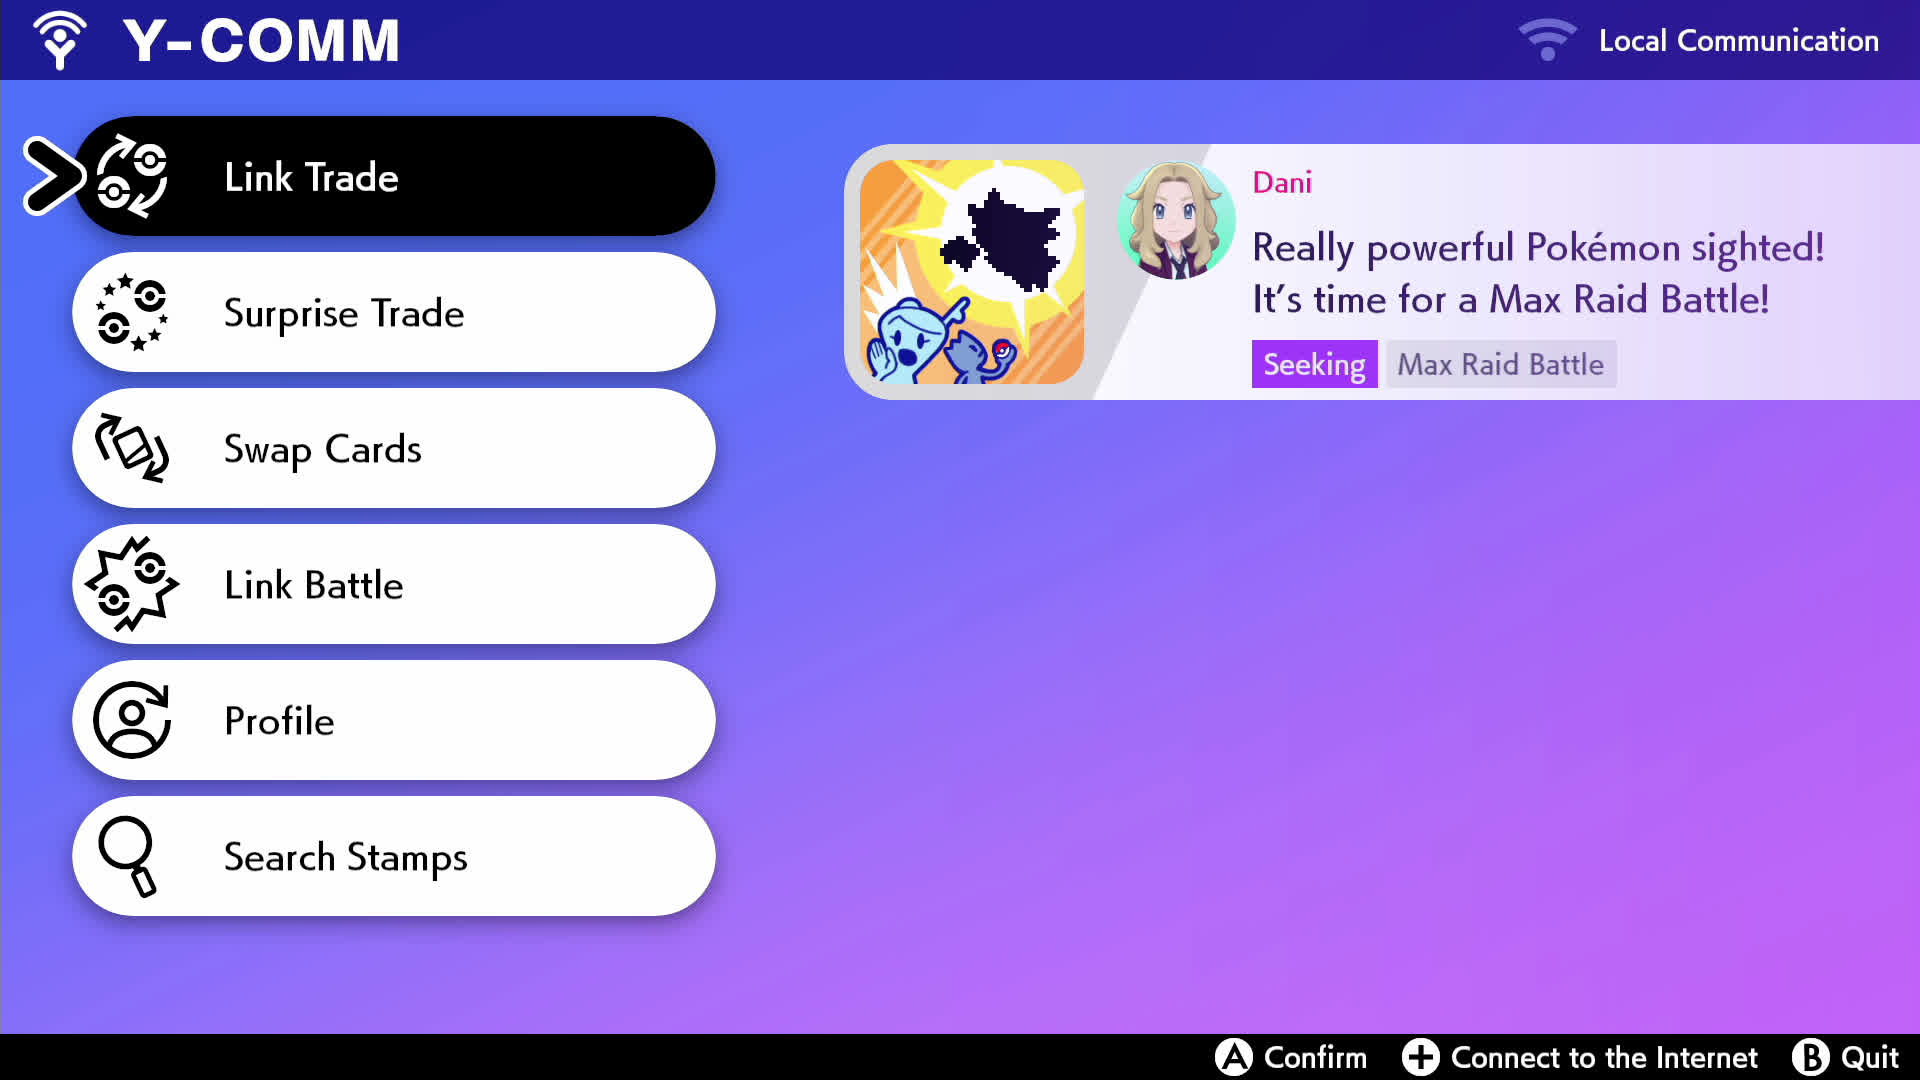 Y-COMM
Local Communication
Link Trade
Surprise Trade
Swap Cards
Link Battle
Profile
Search Stamps
Dani
Really powerful Pokémon sighted!
It's time for a Max Raid Battle!
Seeking Max Raid Battle
A Confirm + Connect to the Internet B Quit